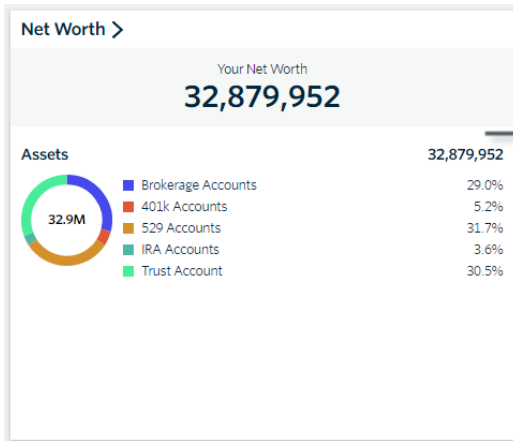 Net Worth >
Your Net Worth
32,879,952
Assets 32,879,952
32.9M
Brokerage Accounts 29.0%
401k Accounts 5.2%
529 Accounts 31.7%
IRA Accounts 3.6%
Trust Account 30.5%